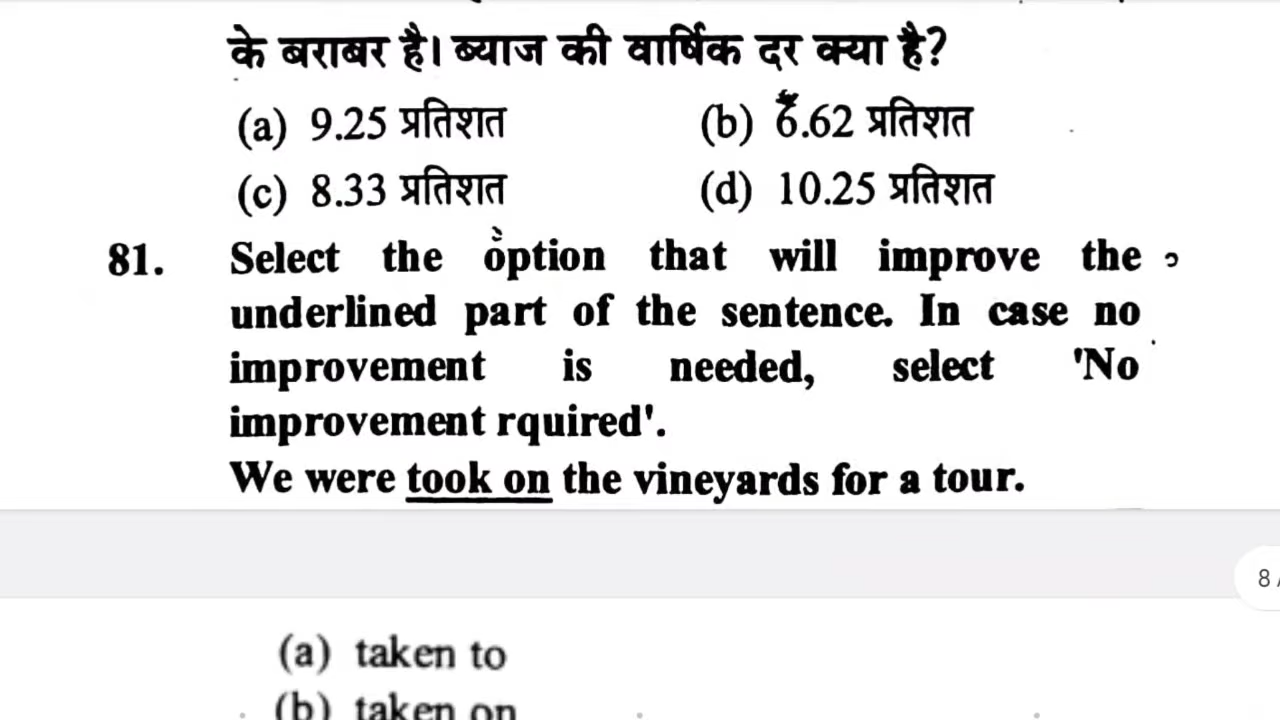 के बराबर है। ब्याज की वार्षिक दर क्या है?
(a) 9.25 प्रतिशत (b) 6.62 प्रतिशत
(c) 8.33 प्रतिशत (d) 10.25 प्रतिशत
81. Select the option that will improve the
underlined part of the sentence. In case no
improvement is needed, select 'No
improvement rquired'.
We were took on the vineyards for a tour.
8 /
(a) taken to
(b) taken on